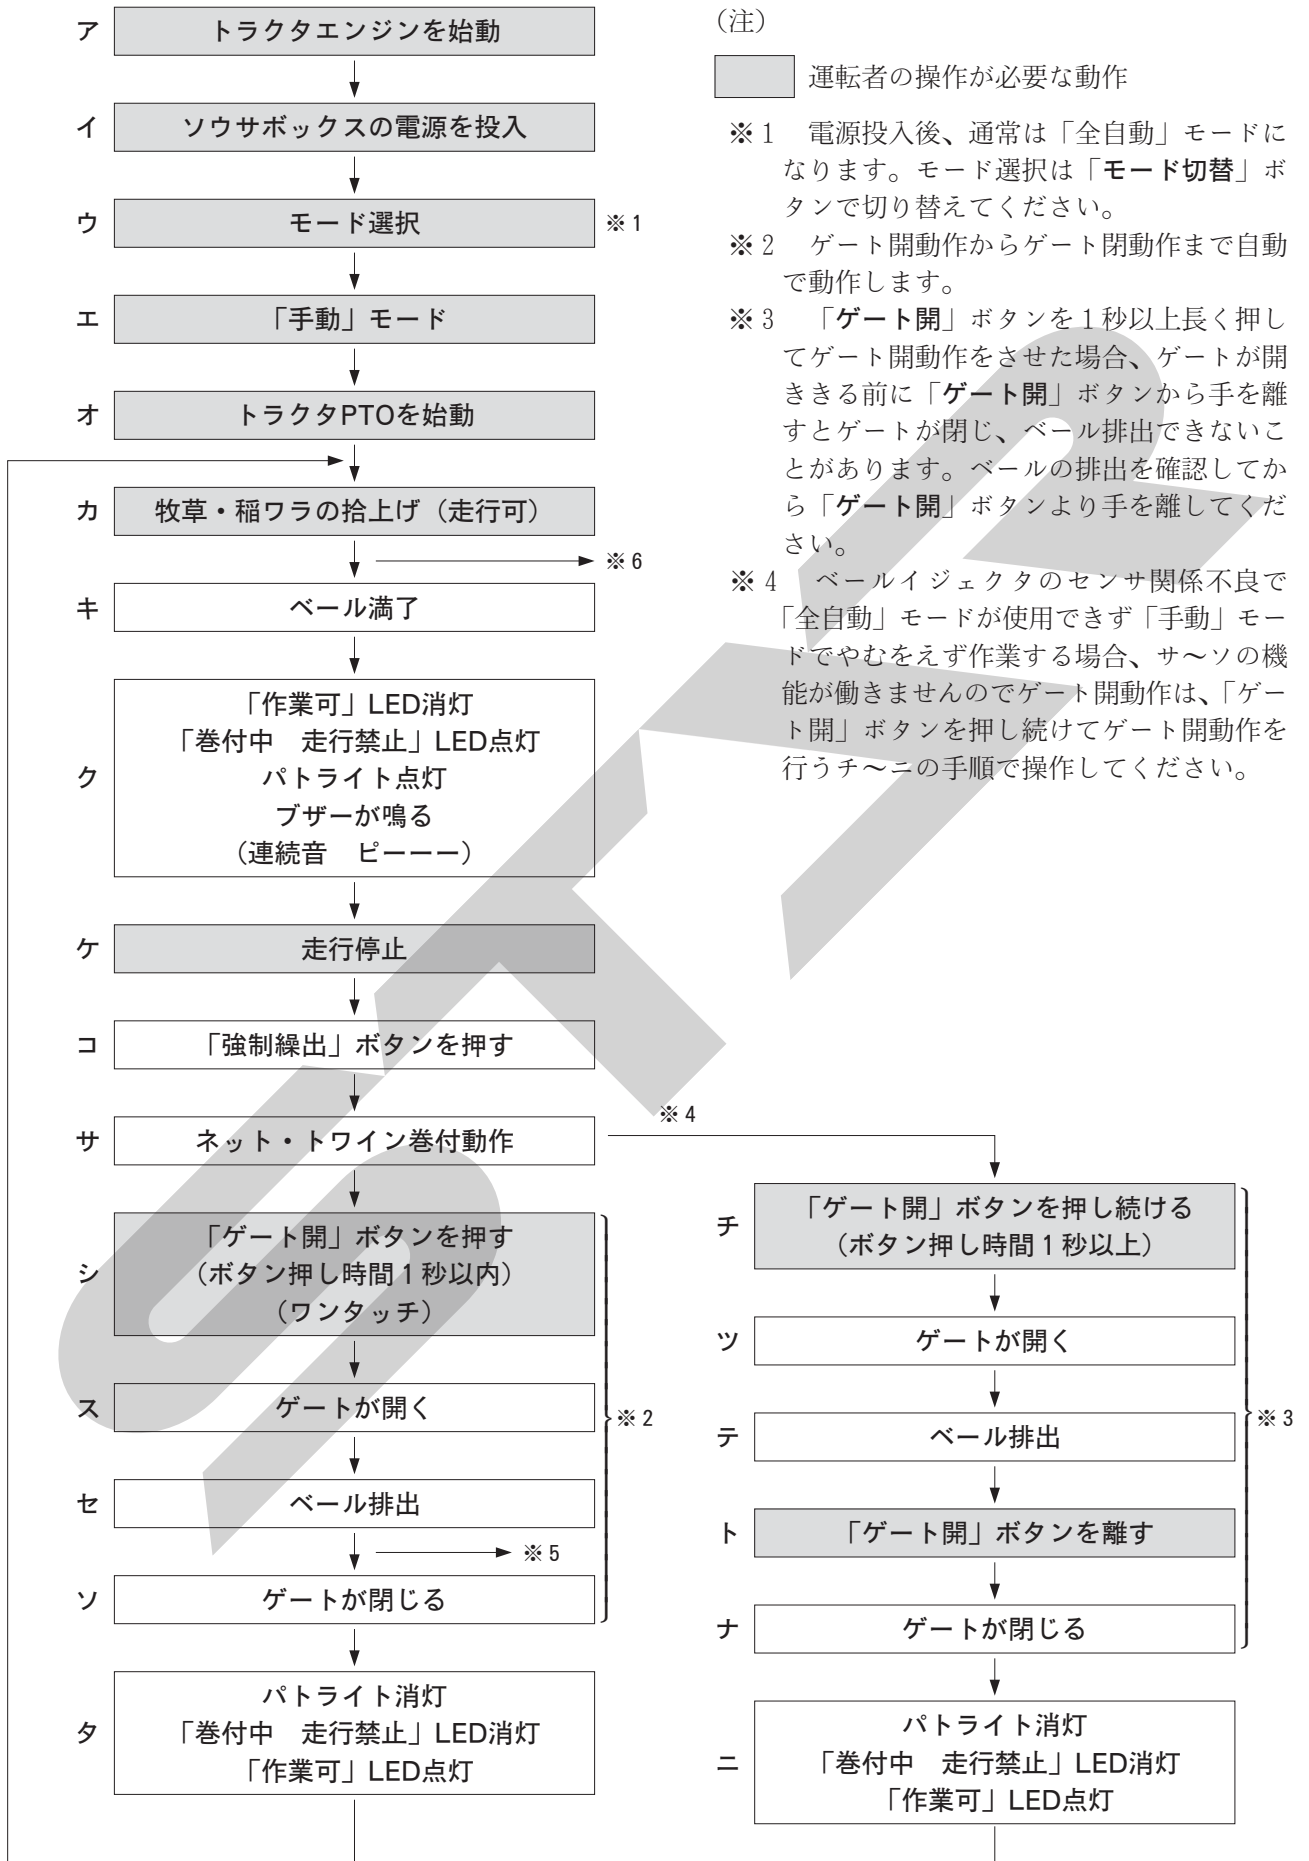 ア トラクタエンジンを始動
イ ソウサボックスの電源を投入
ウ モード選択 ※1
エ 「手動」モード
オ トラクタPTOを始動
カ 牧草・稲ワラの拾上げ（走行可）
※6
キ ベール満了
「作業可」LED消灯
「巻付中　走行禁止」LED点灯
ク パトライト点灯
ブザーが鳴る
（連続音　ピーーー）
ケ 走行停止
コ 「強制繰出」ボタンを押す
サ ネット・トワイン巻付動作
※4
「ゲート開」ボタンを押す
シ （ボタン押し時間1秒以内）
（ワンタッチ）
ス ゲートが開く
※2
セ ベール排出
※5
ソ ゲートが閉じる
パトライト消灯
タ 「巻付中　走行禁止」LED消灯
「作業可」LED点灯
（注）
運転者の操作が必要な動作
※1　電源投入後、通常は「全自動」モードに
なります。モード選択は「モード切替」ボ
タンで切り替えてください。
※2　ゲート開動作からゲート閉動作まで自動
で動作します。
※3　「ゲート開」ボタンを1秒以上長く押し
てゲート開動作をさせた場合、ゲートが開
ききる前に「ゲート開」ボタンから手を離
すとゲートが閉じ、ベール排出できないこ
とがあります。ベールの排出を確認してか
ら「ゲート開」ボタンより手を離してくだ
さい。
※4　ベールイジェクタのセンサ関係不良で
「全自動」モードが使用できず「手動」モー
ドでやむをえず作業する場合、サ～ソの機
能が働きませんのでゲート開動作は、「ゲー
ト開」ボタンを押し続けてゲート開動作を
行うチ～ニの手順で操作してください。
チ 「ゲート開」ボタンを押し続ける
（ボタン押し時間1秒以上）
ツ ゲートが開く
※3
テ ベール排出
ト 「ゲート開」ボタンを離す
ナ ゲートが閉じる
パトライト消灯
ニ 「巻付中　走行禁止」LED消灯
「作業可」LED点灯